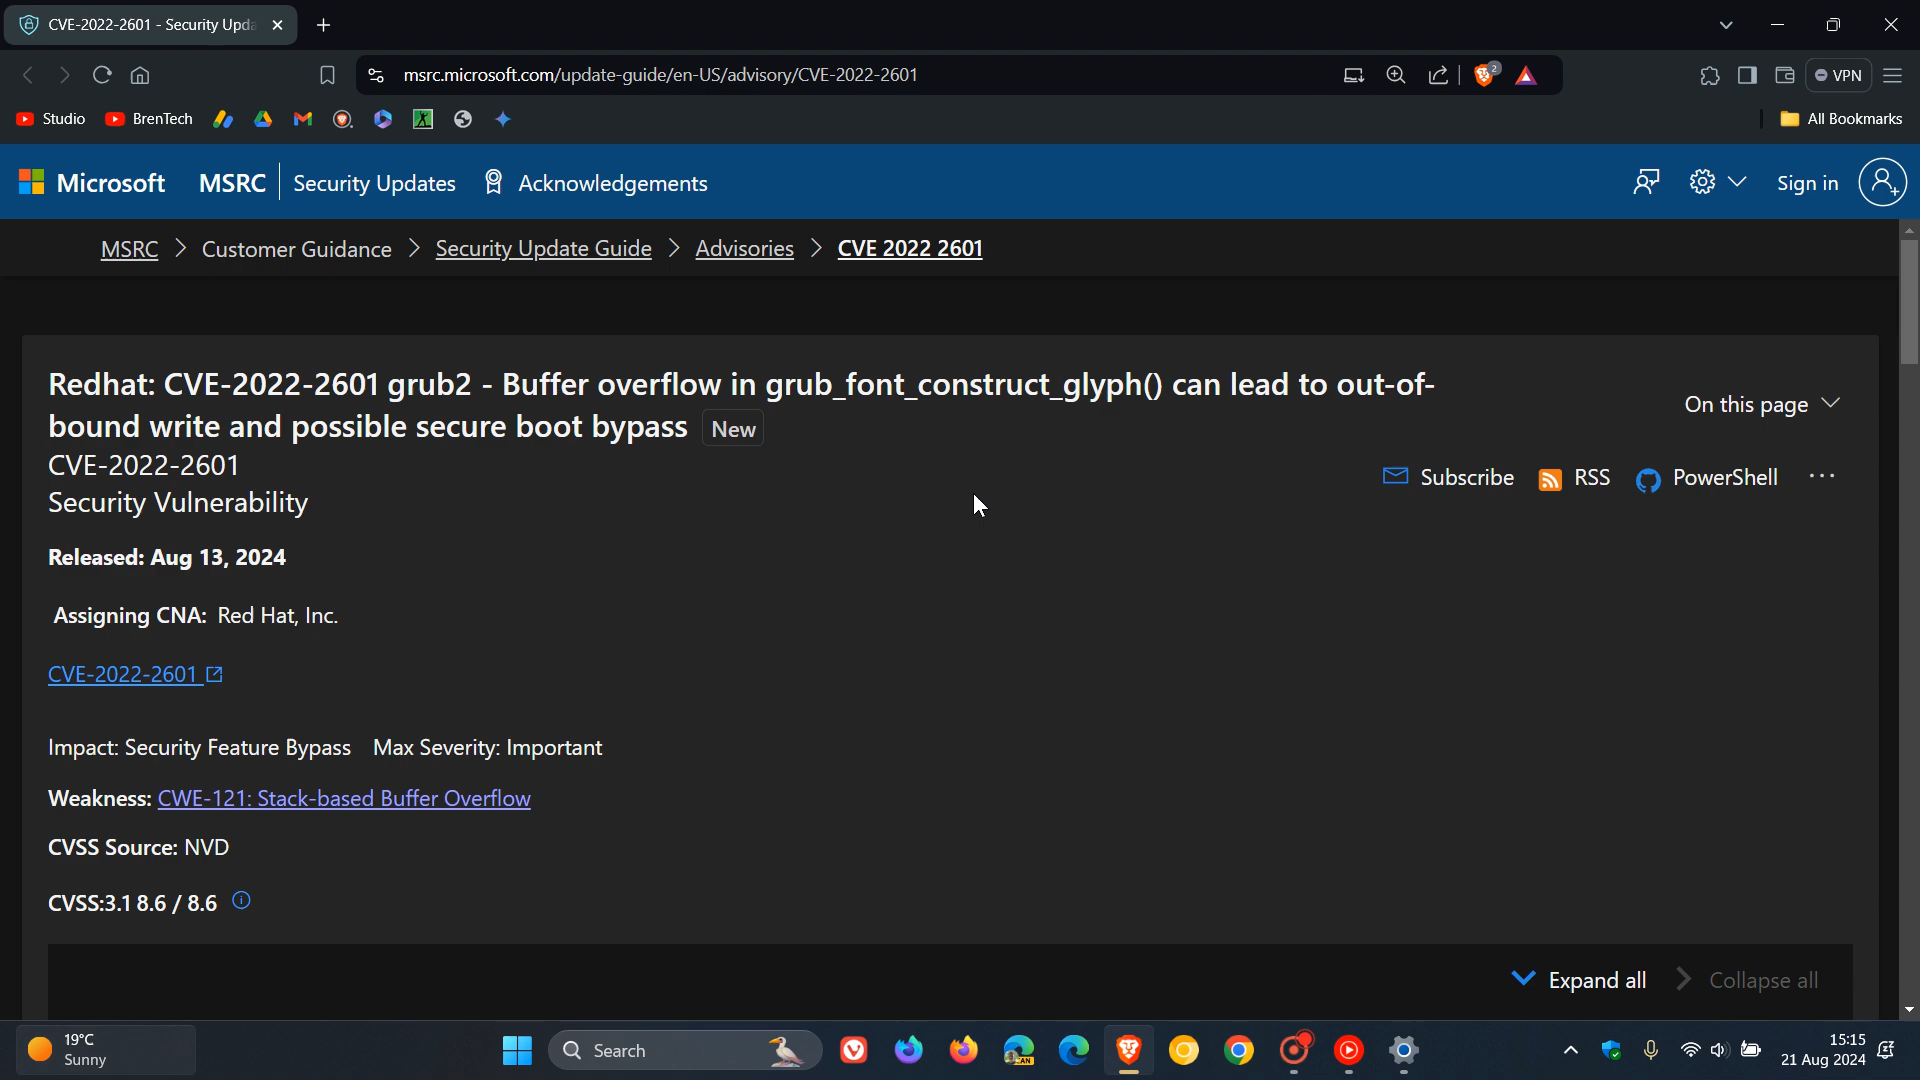 CVE-2022-2601 - Security Upda
msrc.microsoft.com/update-guide/en-US/advisory/CVE-2022-2601
2
VPN
Studio
BrenTech
All Bookmarks
Microsoft
MSRC
Security Updates
Acknowledgements
Sign in
MSRC > Customer Guidance > Security Update Guide > Advisories > CVE 2022 2601
Redhat: CVE-2022-2601 grub2 - Buffer overflow in grub_font_construct_glyph() can lead to out-of-
bound write and possible secure boot bypass New
On this page
CVE-2022-2601
Subscribe
RSS
PowerShell
...
Security Vulnerability
Released: Aug 13, 2024
Assigning CNA: Red Hat, Inc.
CVE-2022-2601
Impact: Security Feature Bypass Max Severity: Important
Weakness: CWE-121: Stack-based Buffer Overflow
CVSS Source: NVD
CVSS:3.1 8.6 / 8.6
Expand all
Collapse all
19°C
Sunny
Search
CAN
15:15
21 Aug 2024